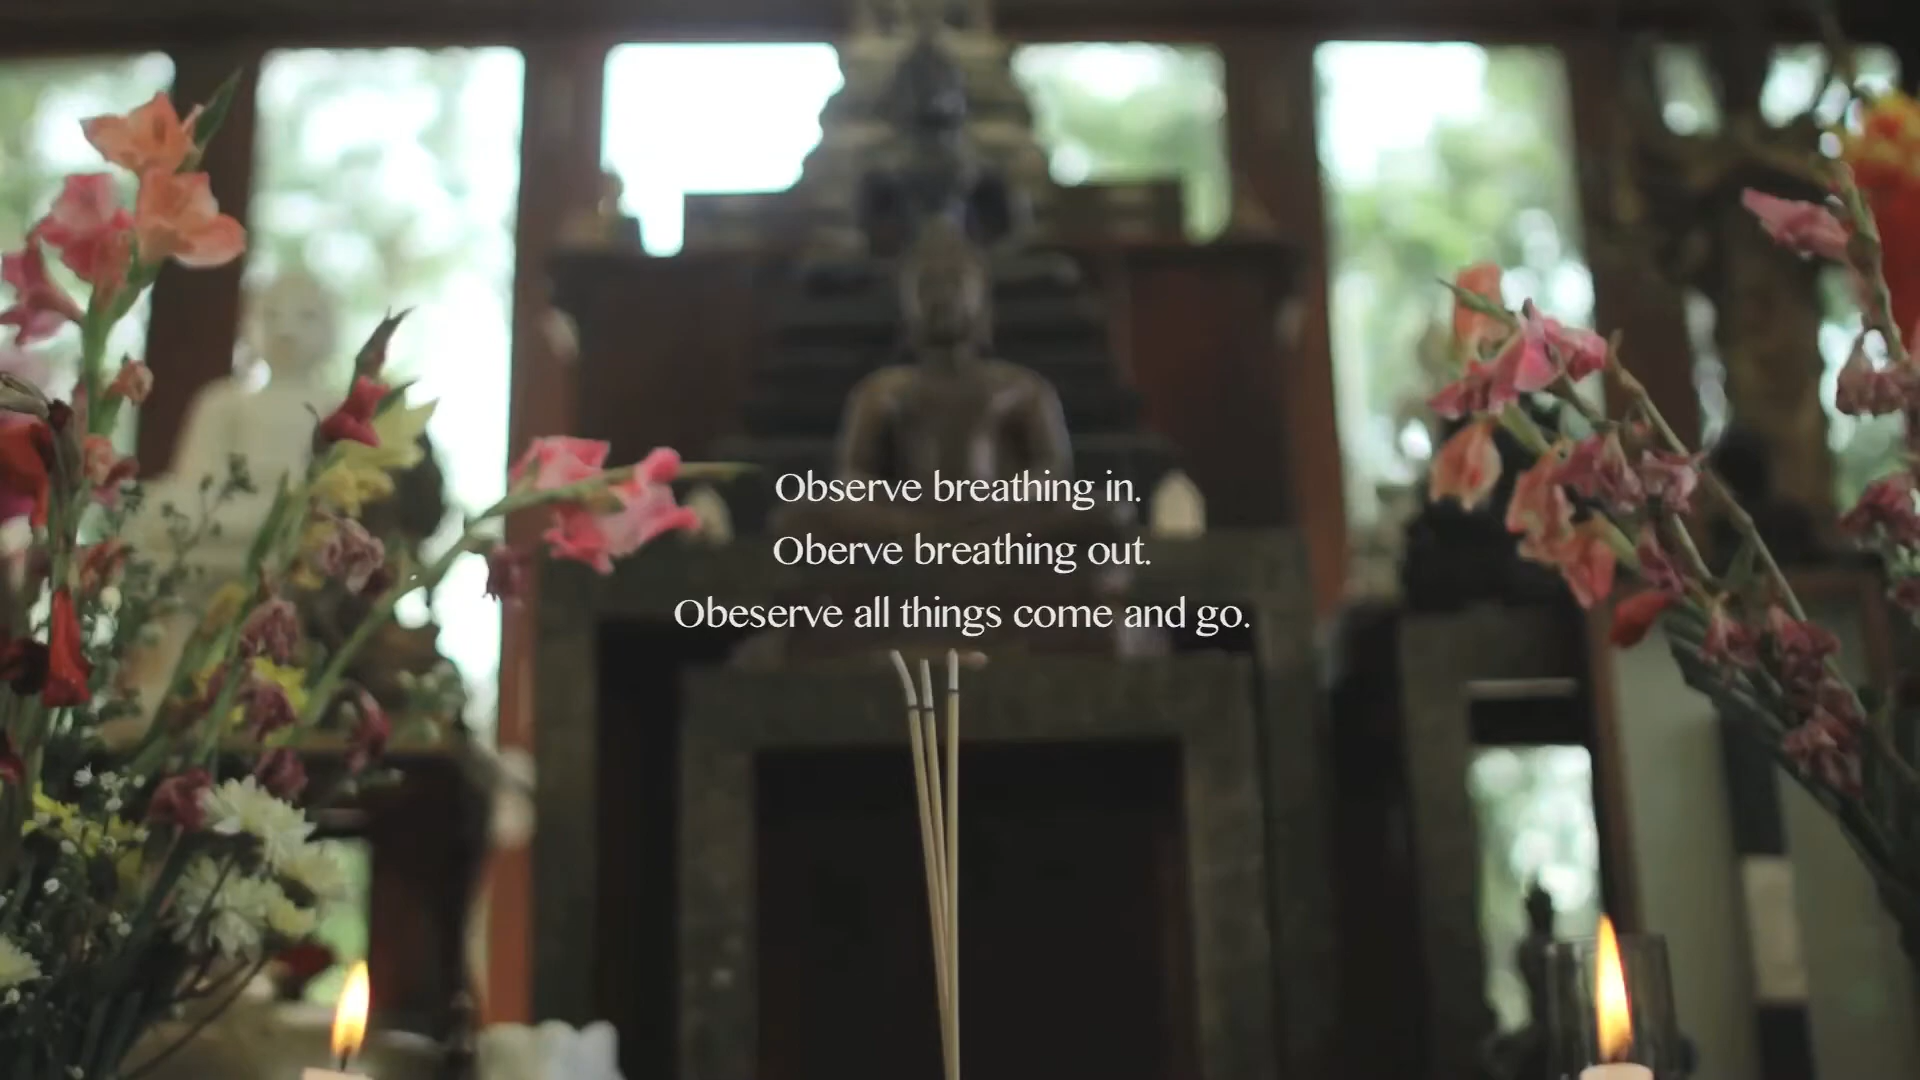 Observe breathing in.
Oberve breathing out.
Obeserve all things come and go.